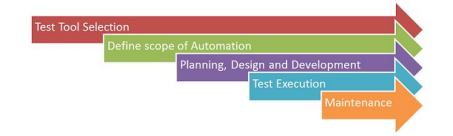 Test Tool Selection
Define scope of Automation
Planning, Design and Development
Test Execution
Maintenance